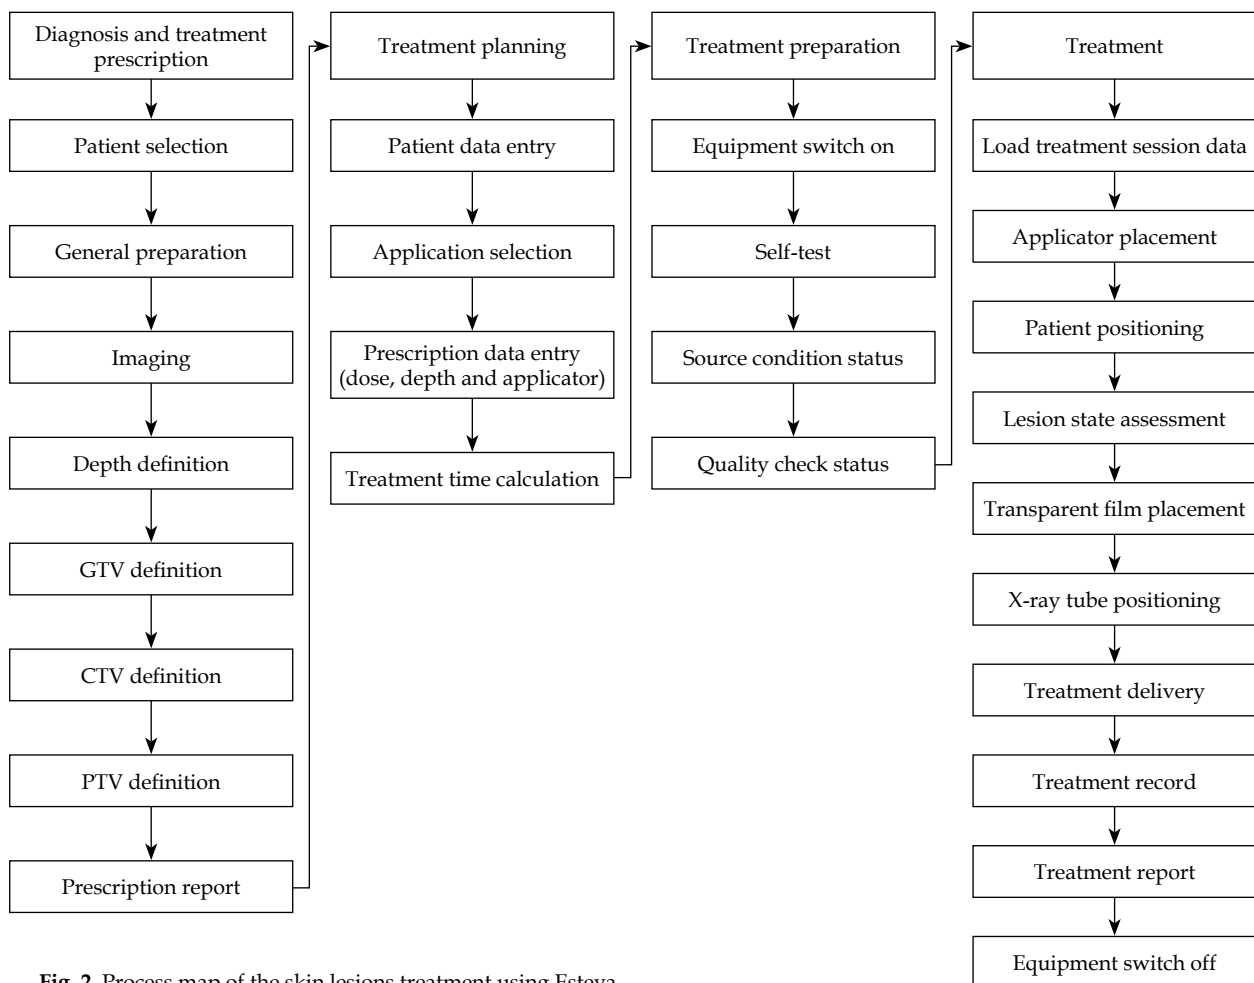 Diagnosis and treatment
prescription
Patient selection
General preparation
Imaging
Depth definition
GTV definition
CTV definition
PTV definition
Prescription report
Treatment planning
Patient data entry
Application selection
Prescription data entry
(dose, depth and applicator)
Treatment time calculation
Treatment preparation
Equipment switch on
Self-test
Source condition status
Quality check status
Treatment
Load treatment session data
Applicator placement
Patient positioning
Lesion state assessment
Transparent film placement
X-ray tube positioning
Treatment delivery
Treatment record
Treatment report
Equipment switch off
Fig. 2. Process map of the skin lesions treatment using Esteya